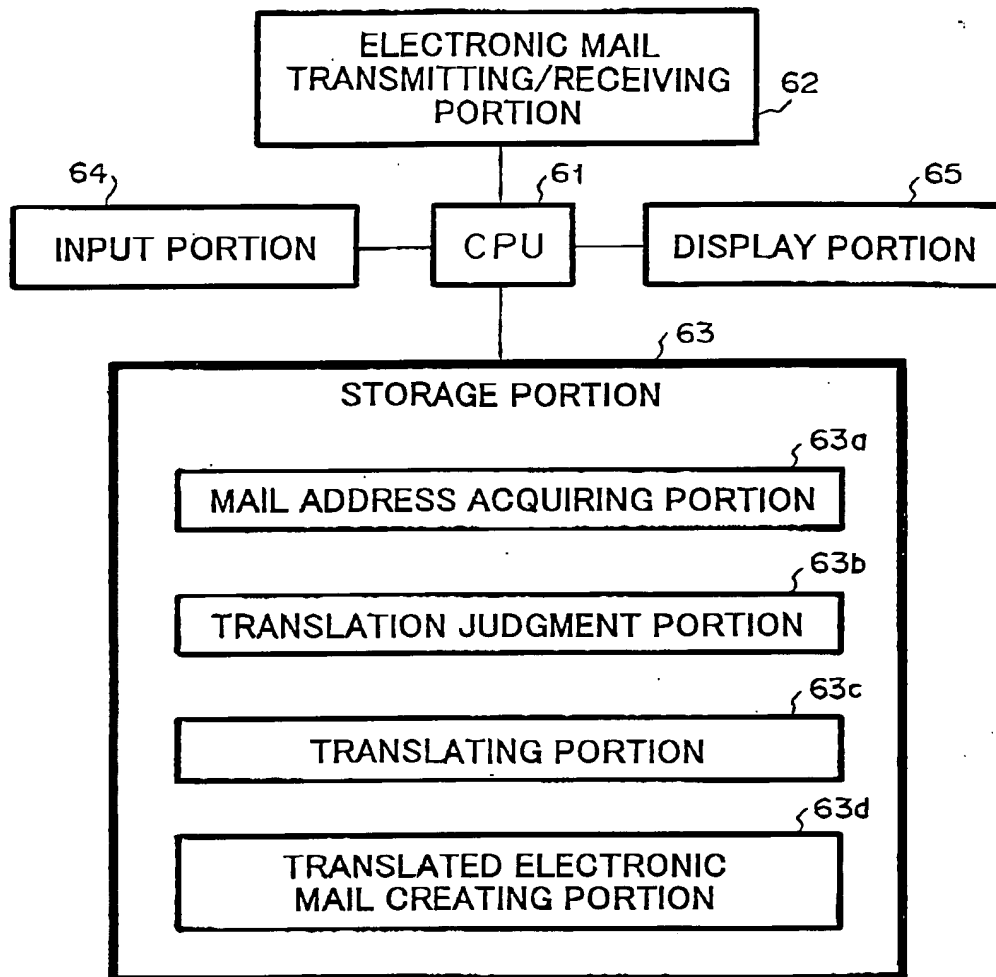 ELECTRONIC MAIL
TRANSMITTING/RECEIVING
PORTION
62
64
61
65
INPUT PORTION
CPU
DISPLAY PORTION
63
STORAGE PORTION
63a
MAIL ADDRESS ACQUIRING PORTION
63b
TRANSLATION JUDGMENT PORTION
63c
TRANSLATING PORTION
63d
TRANSLATED ELECTRONIC
MAIL CREATING PORTION